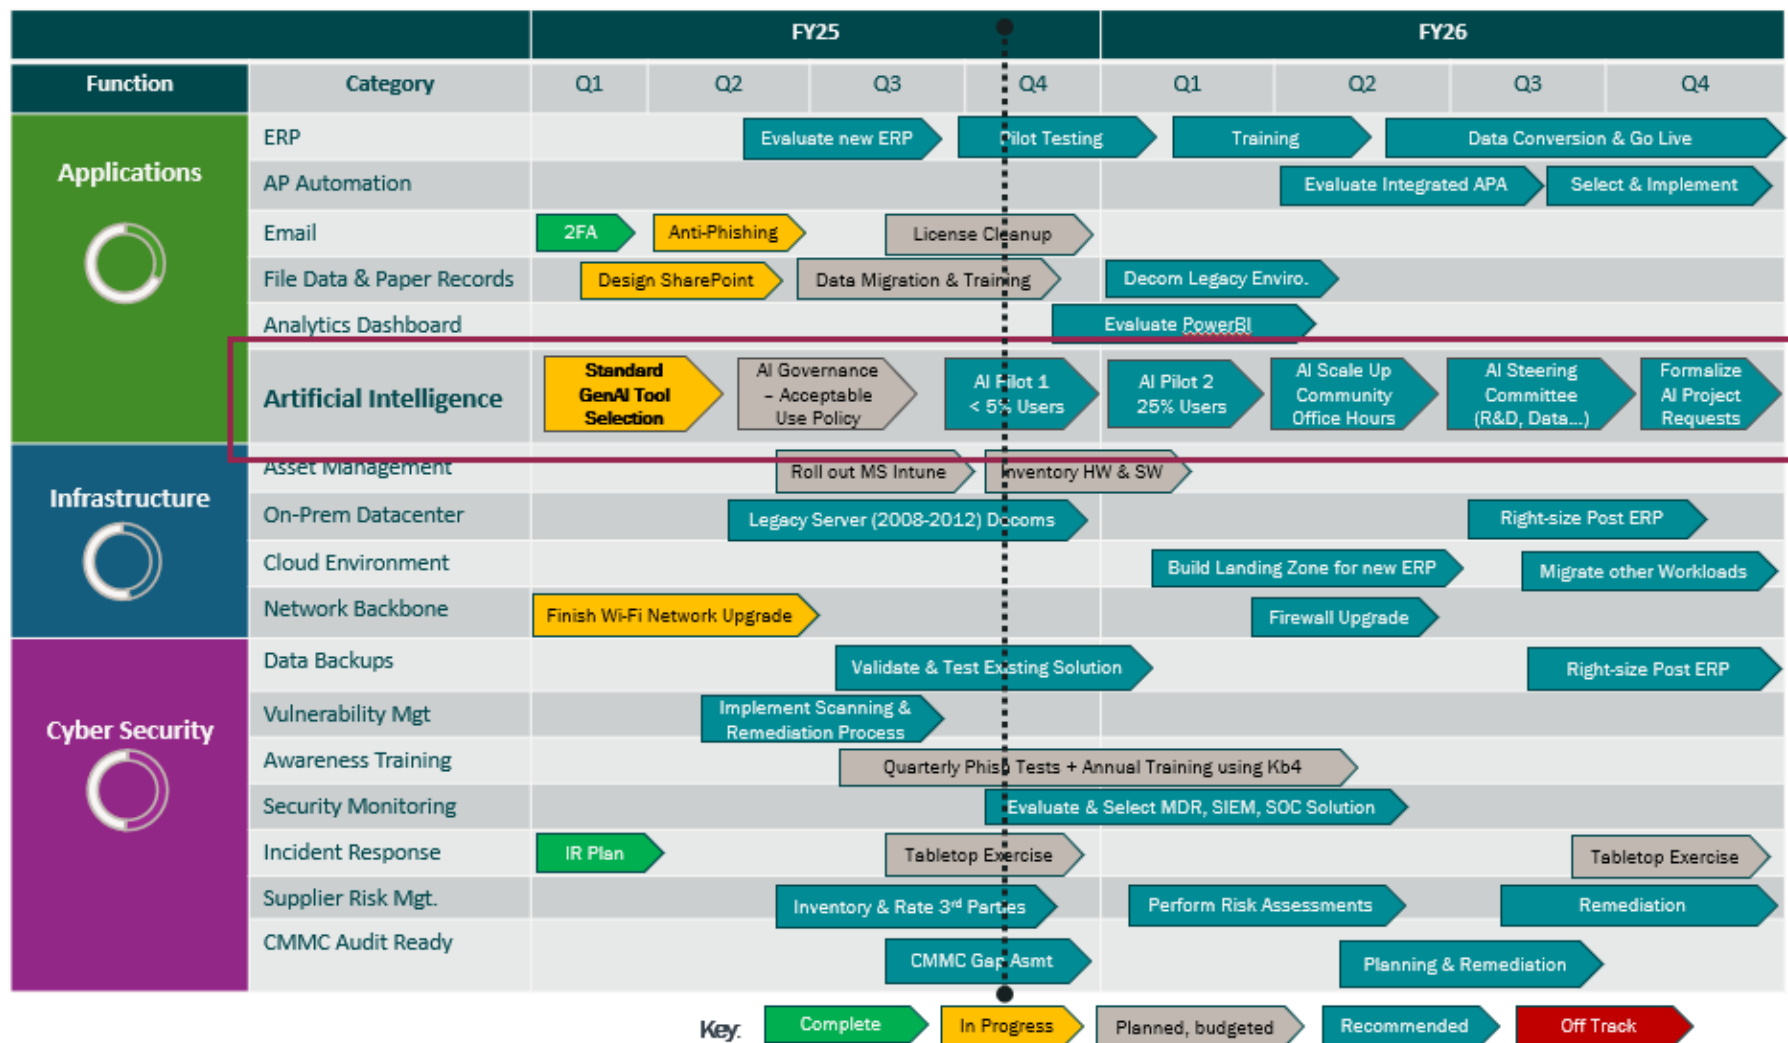 FY25
FY26
Function
Category
Q1
Q2
Q3
Q4
Q1
Q2
Q3
Q4
Applications
ERP
Evaluate new ERP
Pilot Testing
Training
Data Conversion & Go Live
AP Automation
Evaluate Integrated APA
Select & Implement
Email
2FA
Anti-Phishing
License Cleanup
File Data & Paper Records
Design SharePoint
Data Migration & Training
Decom Legacy Enviro.
Analytics Dashboard
Evaluate PowerBI
Artificial Intelligence
Standard
GenAI Tool
Selection
AI Governance
– Acceptable
Use Policy
AI Pilot 1
< 5% Users
AI Pilot 2
25% Users
AI Scale Up
Community
Office Hours
AI Steering
Committee
(R&D, Data...)
Formalize
AI Project
Requests
Infrastructure
Asset Management
Roll out MS Intune
Inventory HW & SW
On-Prem Datacenter
Legacy Server (2008-2012) Decoms
Right-size Post ERP
Cloud Environment
Build Landing Zone for new ERP
Migrate other Workloads
Network Backbone
Finish Wi-Fi Network Upgrade
Firewall Upgrade
Cyber Security
Data Backups
Validate & Test Existing Solution
Right-size Post ERP
Vulnerability Mgt
Implement Scanning &
Remediation Process
Awareness Training
Quarterly Phish Tests + Annual Training using Kb4
Security Monitoring
Evaluate & Select MDR, SIEM, SOC Solution
Incident Response
IR Plan
Tabletop Exercise
Tabletop Exercise
Supplier Risk Mgt.
Inventory & Rate 3rd Parties
Perform Risk Assessments
Remediation
CMMC Audit Ready
CMMC Gap Asmt
Planning & Remediation
Key:
Complete
In Progress
Planned, budgeted
Recommended
Off Track